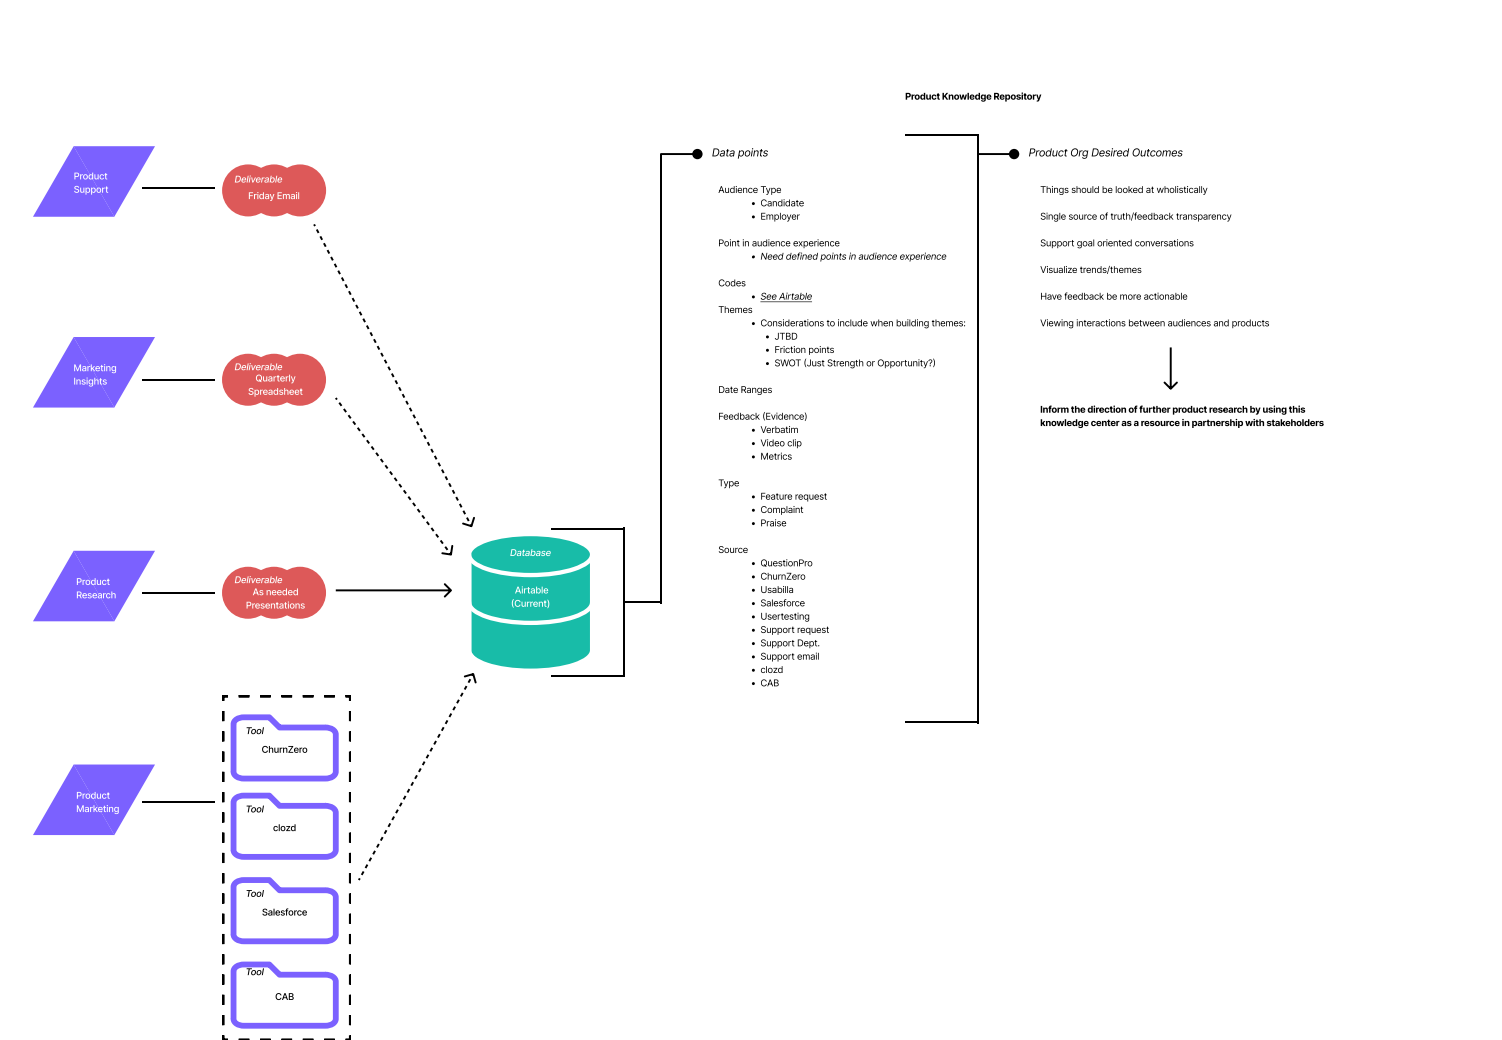 Product Knowledge Repository
Product
Support
Deliverable
Friday Email
Marketing
Insights
Deliverable
Quarterly
Spreadsheet
Product
Research
Deliverable
As needed
Presentations
Product
Marketing
Tool
ChurnZero
Tool
clozd
Tool
Salesforce
Tool
CAB
Database
Airtable
(Current)
Data points
Audience Type
• Candidate
• Employer
Point in audience experience
• Need defined points in audience experience
Codes
• See Airtable
Themes
• Considerations to include when building themes:
• JTBD
• Friction points
• SWOT (Just Strength or Opportunity?)
Date Ranges
Feedback (Evidence)
• Verbatim
• Video clip
• Metrics
Type
• Feature request
• Complaint
• Praise
Source
• QuestionPro
• ChurnZero
• Usabilla
• Salesforce
• Usertesting
• Support request
• Support Dept.
• Support email
• clozd
• CAB
Product Org Desired Outcomes
Things should be looked at wholistically
Single source of truth/feedback transparency
Support goal oriented conversations
Visualize trends/themes
Have feedback be more actionable
Viewing interactions between audiences and products
Inform the direction of further product research by using this
knowledge center as a resource in partnership with stakeholders